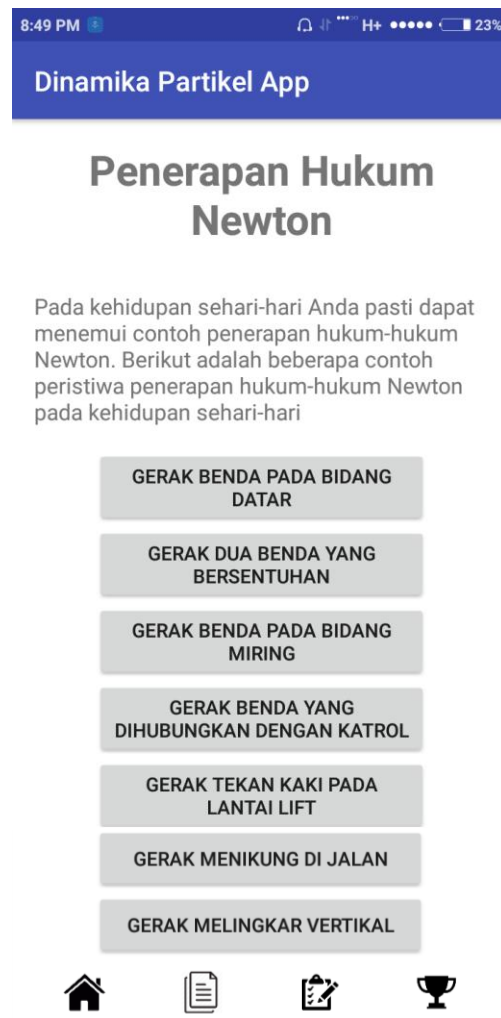 8:49 PM H+ 23%
Dinamika Partikel App
Penerapan Hukum
Newton
Pada kehidupan sehari-hari Anda pasti dapat
menemui contoh penerapan hukum-hukum
Newton. Berikut adalah beberapa contoh
peristiwa penerapan hukum-hukum Newton
pada kehidupan sehari-hari
GERAK BENDA PADA BIDANG
DATAR
GERAK DUA BENDA YANG
BERSENTUHAN
GERAK BENDA PADA BIDANG
MIRING
GERAK BENDA YANG
DIHUBUNGKAN DENGAN KATROL
GERAK TEKAN KAKI PADA
LANTAI LIFT
GERAK MENIKUNG DI JALAN
GERAK MELINGKAR VERTIKAL